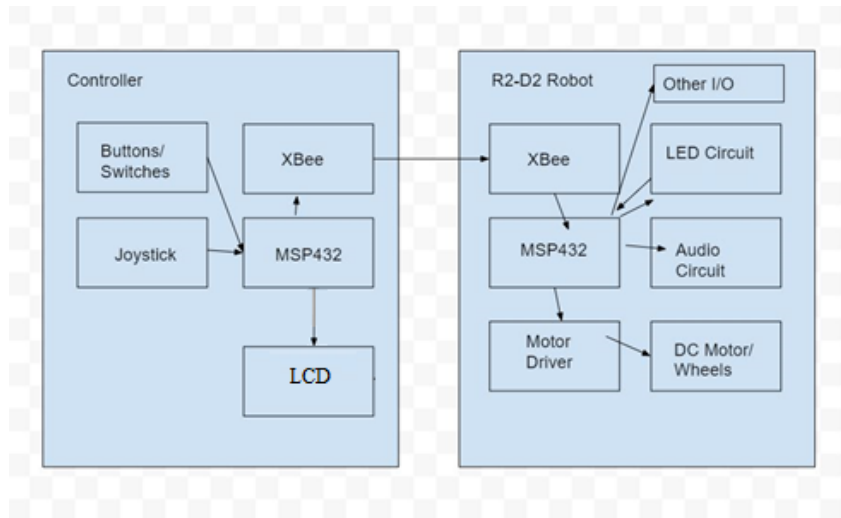 Controller
Buttons/
Switches
XBee
Joystick
MSP432
LCD
R2-D2 Robot
Other I/O
XBee
LED Circuit
MSP432
Audio
Circuit
Motor
Driver
DC Motor/
Wheels